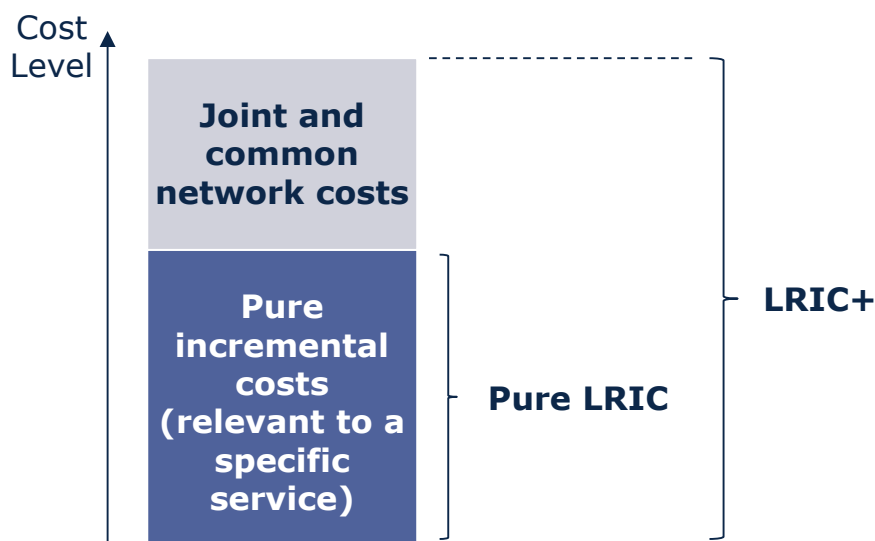 Cost
Level
Joint and
common
network costs
Pure
incremental
costs
(relevant to a
specific
service)
Pure LRIC
LRIC+